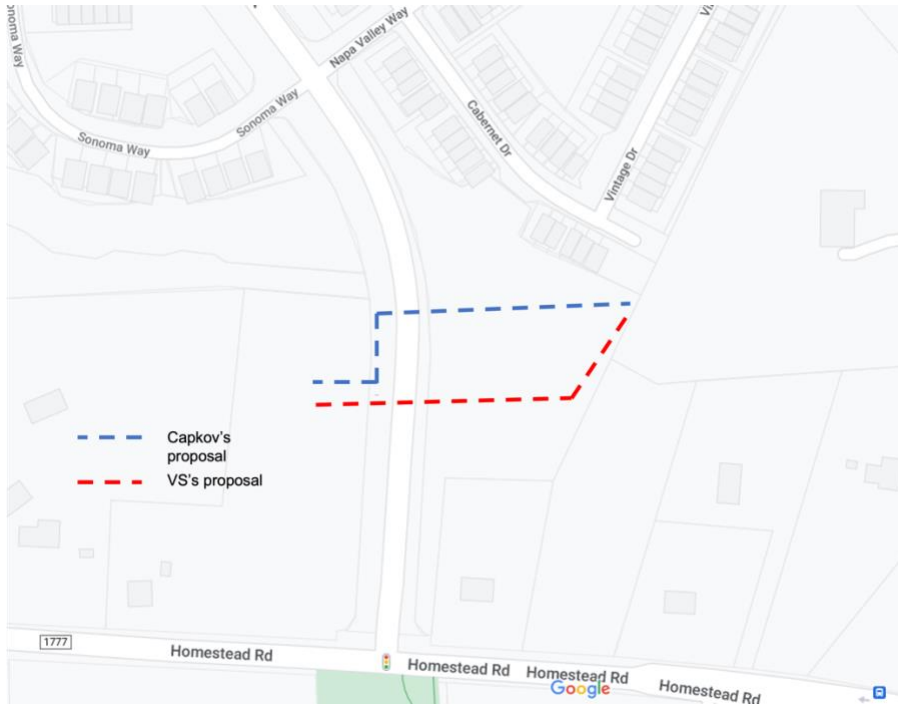 onoma Way
Napa Valley Way
Sonoma Way
Sonoma Way
Cabernet Dr
Vintage Dr
Capkov's
proposal
VS's proposal
1777
Homestead Rd
Homestead Rd
Homestead Rd
Homestead Rd
Google